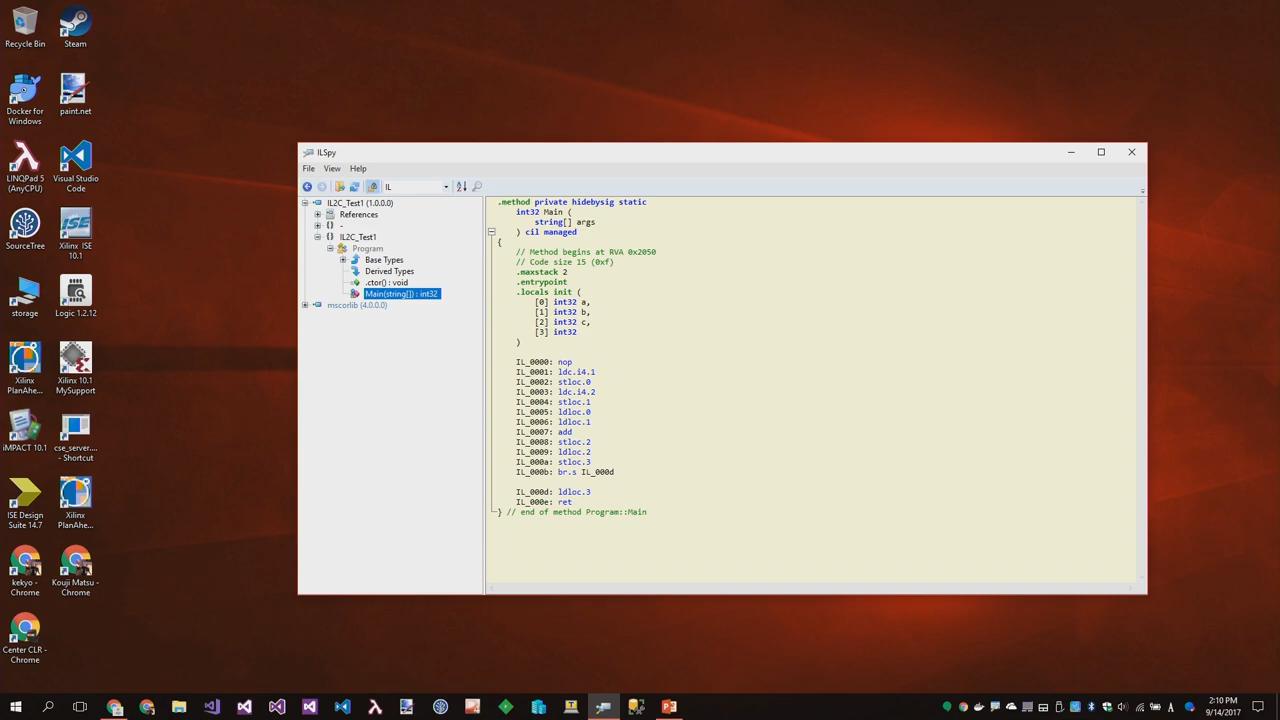 Recycle Bin
Steam
Docker for
Windows
paint.net
LINQPad 5
(AnyCPU)
Visual Studio
Code
SourceTree
Xilinx ISE
10.1
storage
Logic 1.2.12
Xilinx
PlanAhe...
Xilinx 10.1
MySupport
iMPACT 10.1
cse_server....
- Shortcut
ISE Design
Suite 14.7
Xilinx
PlanAhe...
kekyo -
Chrome
Kouji Matsu -
Chrome
Center CLR -
Chrome
ILSpy
File View Help
IL
IL2C_Test1 (1.0.0.0)
References
{} -
{} IL2C_Test1
Program
Base Types
Derived Types
.ctor() : void
Main(string[]) : int32
mscorlib (4.0.0.0)
.method private hidebysig static
int32 Main (
string[] args
) cil managed
{
// Method begins at RVA 0x2050
// Code size 15 (0xf)
.maxstack 2
.entrypoint
.locals init (
[0] int32 a,
[1] int32 b,
[2] int32 c,
[3] int32
)
IL_0000: nop
IL_0001: ldc.i4.1
IL_0002: stloc.0
IL_0003: ldc.i4.2
IL_0004: stloc.1
IL_0005: ldloc.0
IL_0006: ldloc.1
IL_0007: add
IL_0008: stloc.2
IL_0009: ldloc.2
IL_000a: stloc.3
IL_000b: br.s IL_000d
IL_000d: ldloc.3
IL_000e: ret
} // end of method Program::Main
2:10 PM
9/14/2017